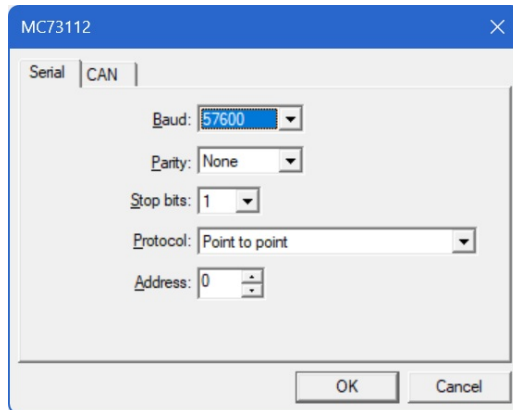 MC73112
Serial CAN
Baud: 57600
Parity: None
Stop bits: 1
Protocol: Point to point
Address: 0
OK Cancel